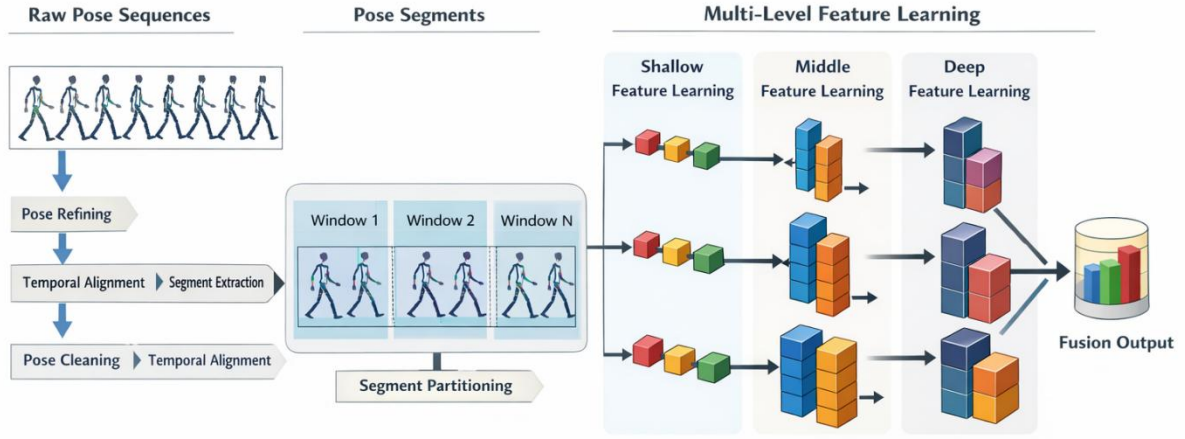 Raw Pose Sequences
Pose Segments
Multi-Level Feature Learning
Shallow
Feature Learning
Middle
Feature Learning
Deep
Feature Learning
Pose Refining
Window 1
Window 2
Window N
Temporal Alignment
Segment Extraction
Pose Cleaning
Temporal Alignment
Segment Partitioning
Fusion Output